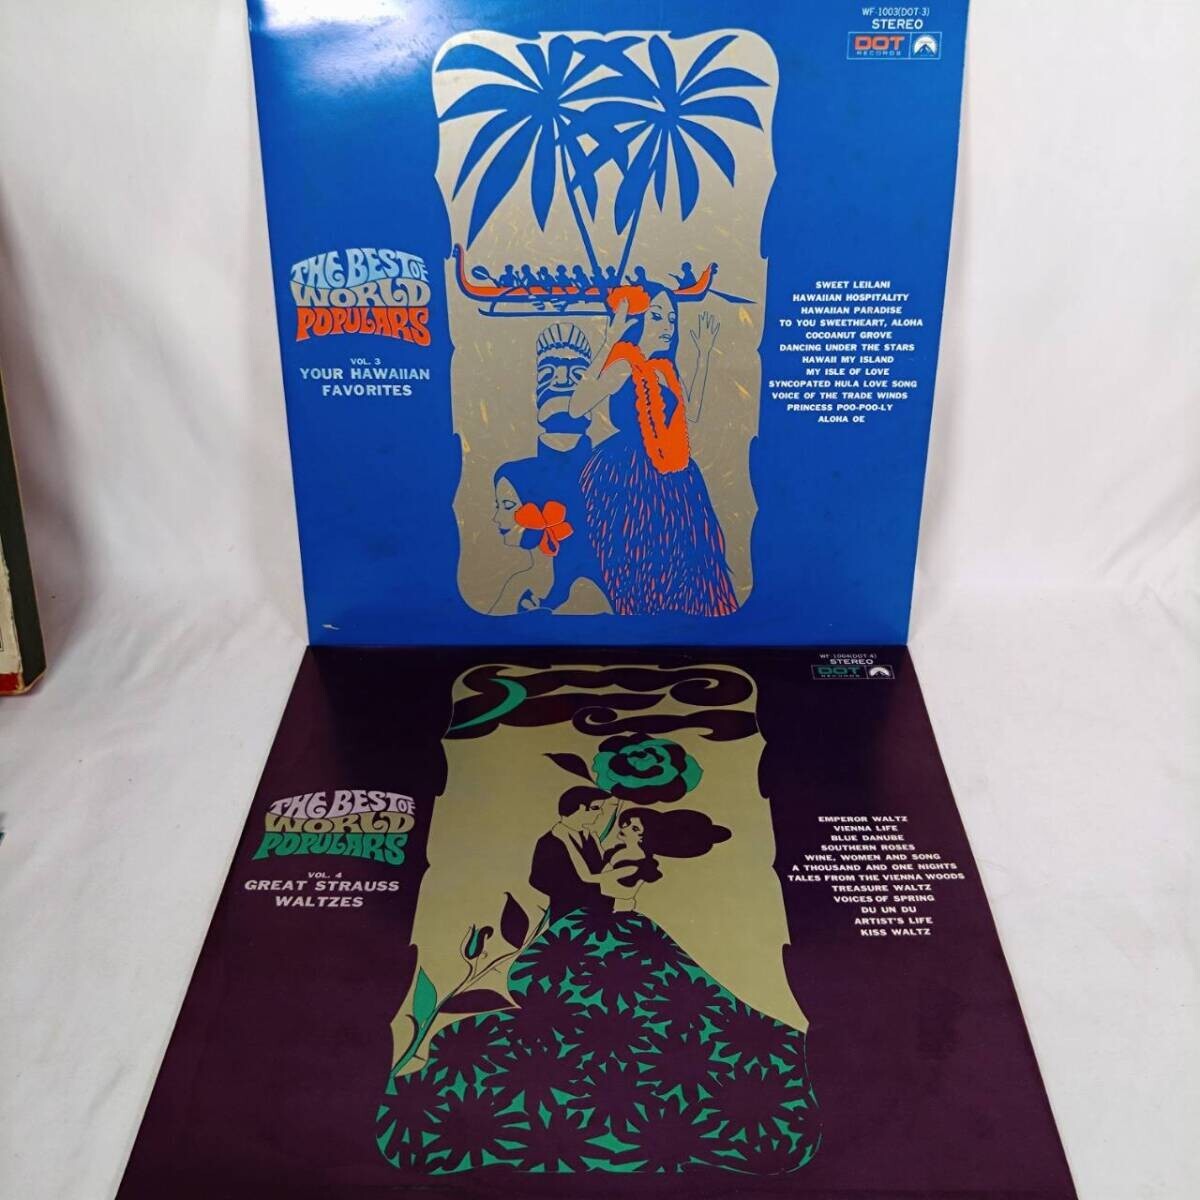 WF-1003(DOT-3)
STEREO
DOT
RECORDS
THE BEST OF
WORLD
POPULARS
VOL. 3
YOUR HAWAIIAN
FAVORITES
SWEET LEILANI
HAWAIIAN HOSPITALITY
HAWAIIAN PARADISE
TO YOU SWEETHEART, ALOHA
COCOANUT GROVE
DANCING UNDER THE STARS
HAWAII MY ISLAND
MY ISLE OF LOVE
SYNCOPATED HULA LOVE SONG
VOICE OF THE TRADE WINDS
PRINCESS POO-POO-LY
ALOHA OE
WF-1004(DOT-4)
STEREO
DOT
RECORDS
THE BEST OF
WORLD
POPULARS
VOL. 4
GREAT STRAUSS
WALTZES
EMPEROR WALTZ
VIENNA LIFE
BLUE DANUBE
SOUTHERN ROSES
WINE, WOMEN AND SONG
A THOUSAND AND ONE NIGHTS
TALES FROM THE VIENNA WOODS
TREASURE WALTZ
VOICES OF SPRING
DU UN DU
ARTIST'S LIFE
KISS WALTZ